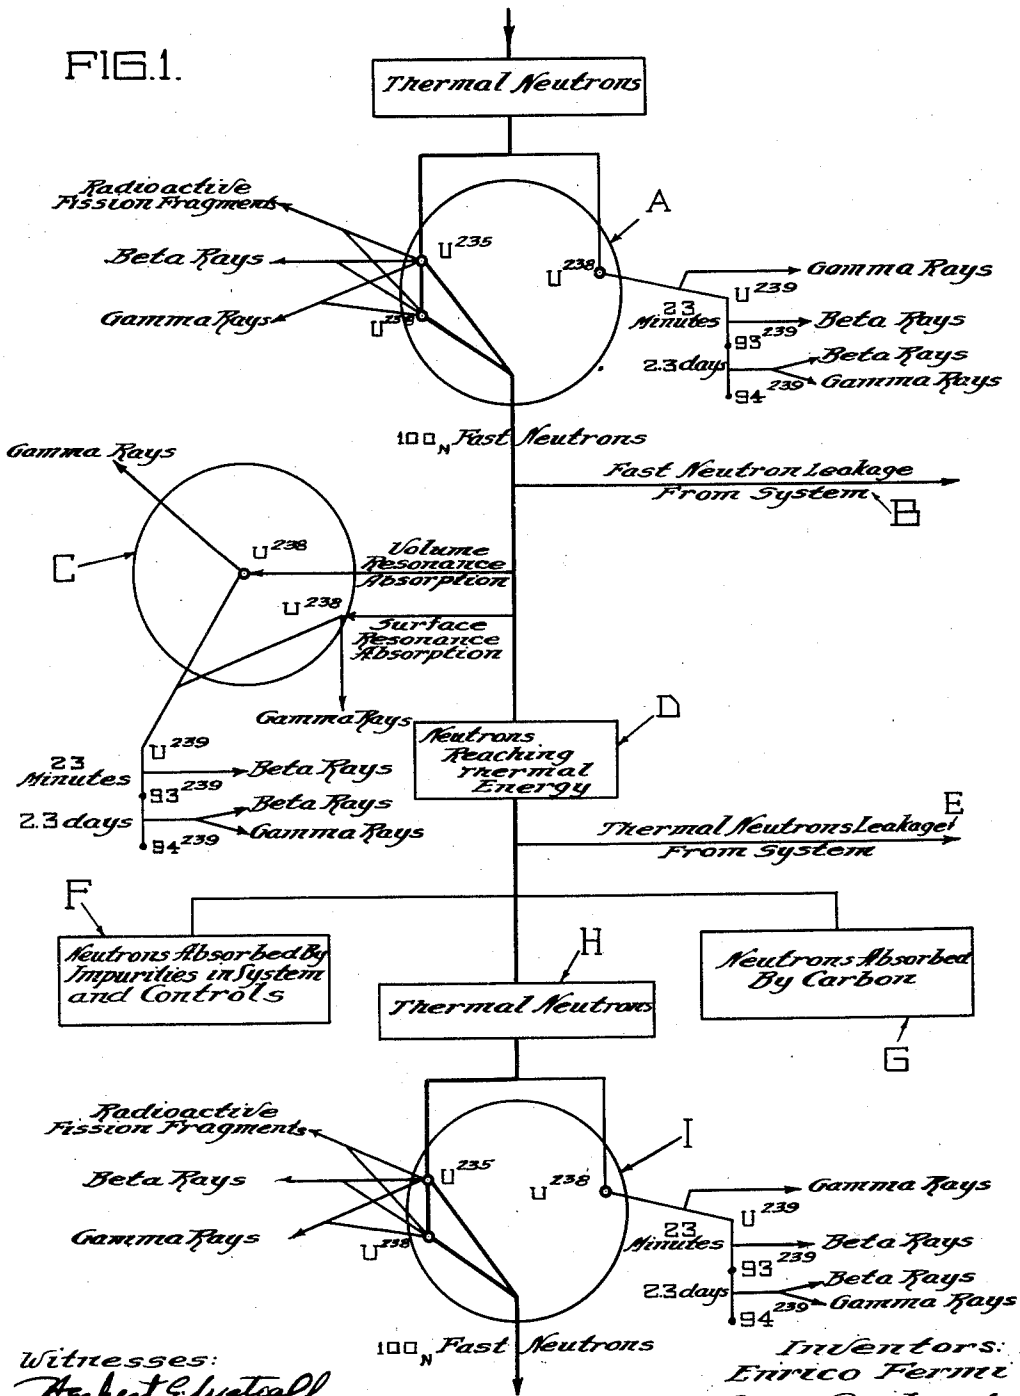 FIG.1.
Thermal Neutrons
Radioactive
Fission Fragments
Beta Rays
Gamma Rays
U235
U238
U238
A
Gamma Rays
U239
23
Minutes
Beta Rays
93239
2.3 days
Beta Rays
Gamma Rays
94239
100N Fast Neutrons
Fast Neutron Leakage
From System
B
Gamma Rays
C
U238
Volume
Resonance
Absorption
U238
Surface
Resonance
Absorption
Gamma Rays
U239
23
Minutes
Beta Rays
93239
2.3 days
Beta Rays
Gamma Rays
94239
D
Neutrons
Reaching
Thermal
Energy
E
Thermal Neutrons Leakage
From System
F
Neutrons Absorbed By
Impurities in System
and Controls
H
Thermal Neutrons
Neutrons Absorbed
By Carbon
G
Radioactive
Fission Fragments
Beta Rays
Gamma Rays
U235
U238
U238
I
Gamma Rays
U239
23
Minutes
Beta Rays
93239
2.3 days
Beta Rays
Gamma Rays
94239
100N Fast Neutrons
Witnesses:
Inventors:
Enrico Fermi